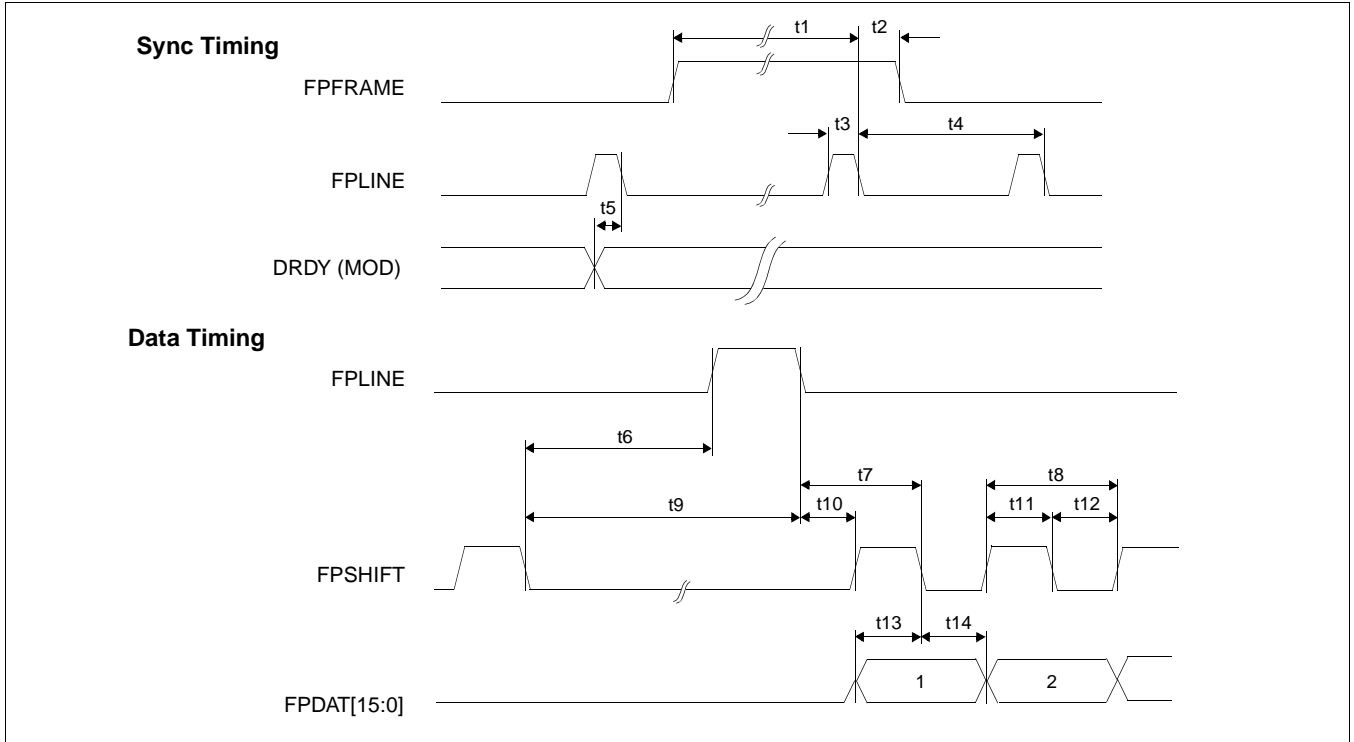 Sync Timing
t1 t2
FPFRAME
t3 t4
FPLINE
t5
DRDY (MOD)
Data Timing
FPLINE
t6
t7 t8
t9 t10 t11 t12
FPSHIFT
t13 t14
1 2
FPDAT[15:0]